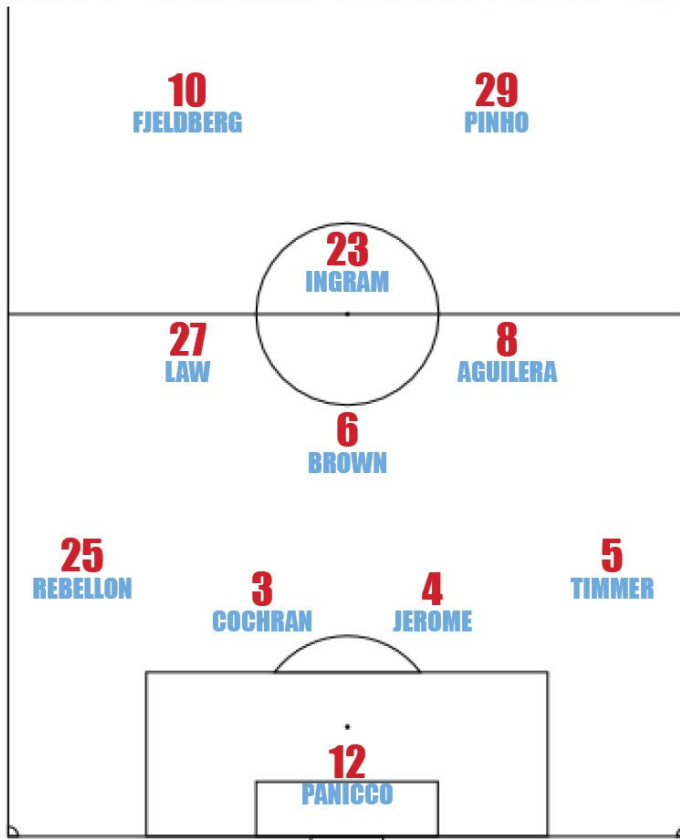 10
FJELDBERG
29
PINHO
23
INGRAM
27
LAW
8
AGUILERA
6
BROWN
25
REBELLON
3
COCHRAN
4
JEROME
5
TIMMER
12
PANICCO